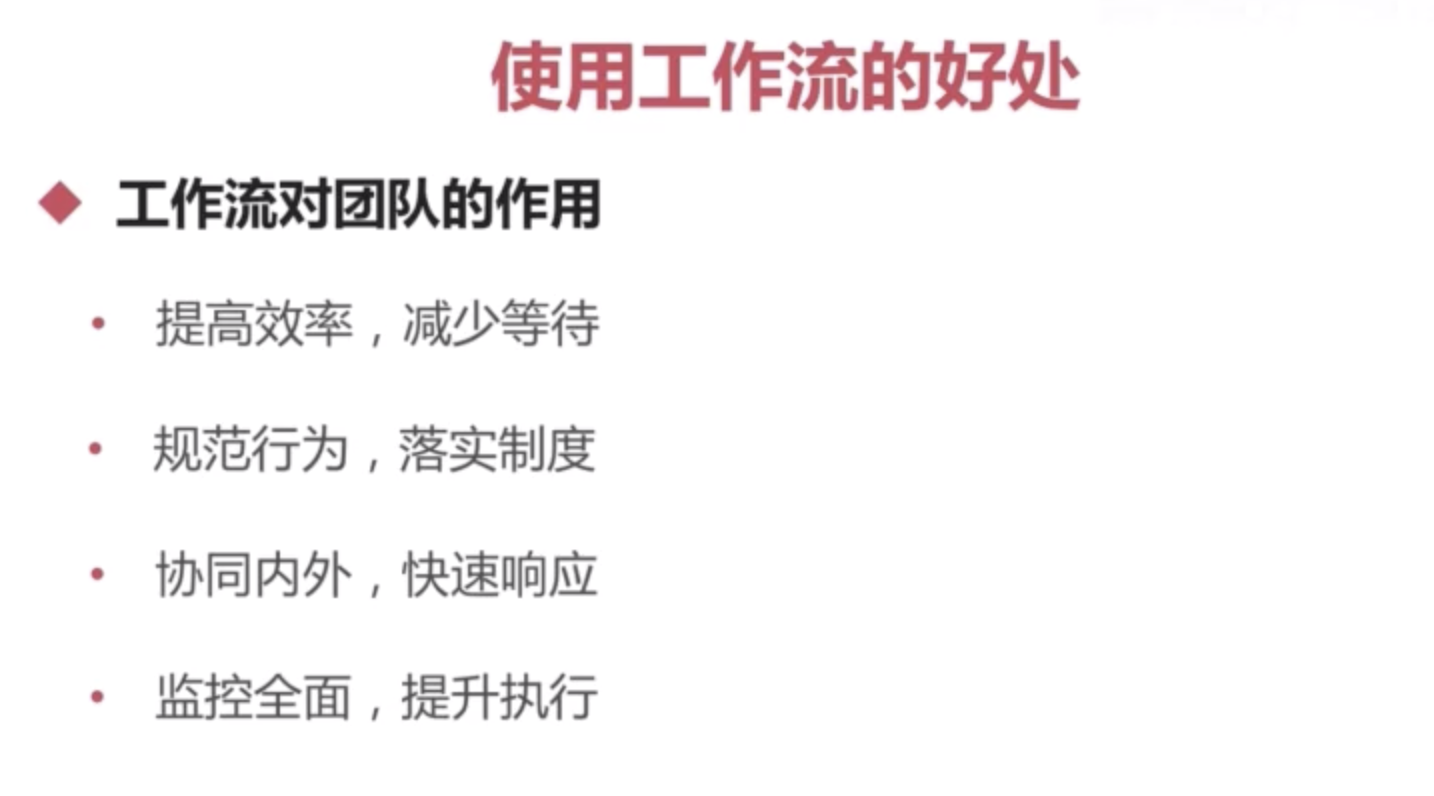 使用工作流的好处
◆ 工作流对团队的作用
• 提高效率，减少等待
• 规范行为，落实制度
• 协同内外，快速响应
• 监控全面，提升执行